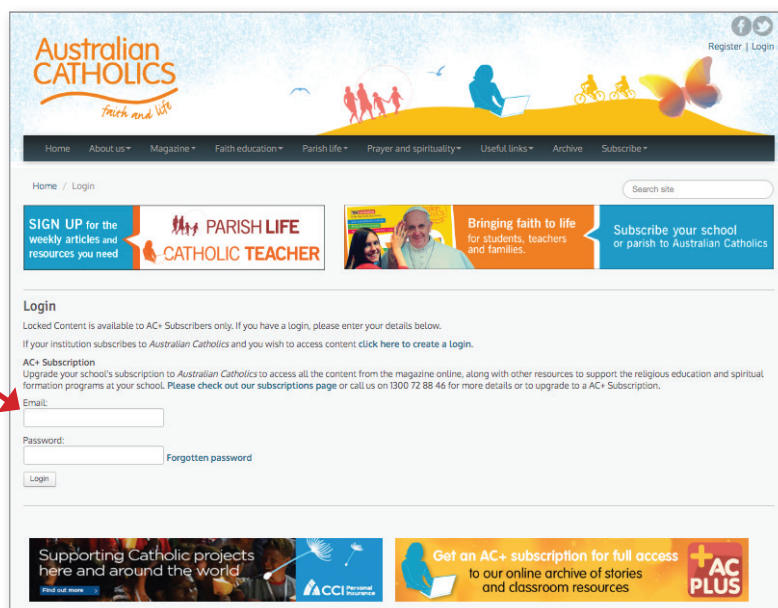 Australian
CATHOLICS
faith and life
Register | Login
Home About us Magazine Faith education Parish life Prayer and spirituality Useful links Archive Subscribe
Home / Login
Search site
SIGN UP for the
weekly articles and
resources you need
PARISH LIFE
CATHOLIC TEACHER
Bringing faith to life
for students, teachers
and families.
Subscribe your school
or parish to Australian Catholics
Login
Locked Content is available to AC+ Subscribers only. If you have a login, please enter your details below.
If your institution subscribes to Australian Catholics and you wish to access content click here to create a login.
AC+ Subscription
Upgrade your school's subscription to Australian Catholics to access all the content from the magazine online, along with other resources to support the religious education and spiritual
formation programs at your school. Please check out our subscriptions page or call us on 1300 72 88 46 for more details or to upgrade to a AC+ Subscription.
Email:
Password:
Forgotten password
Login
Supporting Catholic projects
here and around the world
Find out more >
ACCI Personal
Insurance
Get an AC+ subscription for full access
to our online archive of stories
and classroom resources
+AC
PLUS